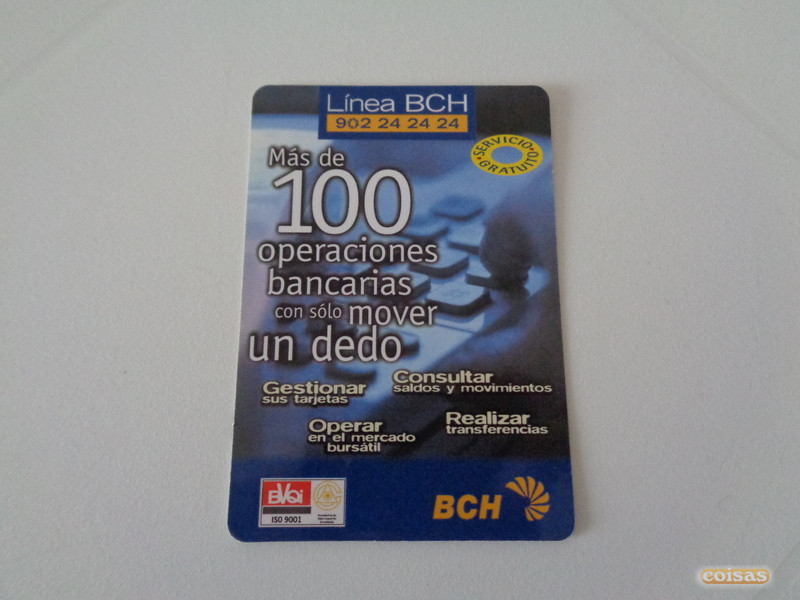 Línea BCH
902 24 24 24
SERVICIO
GRATUITO
Más de
100
operaciones
bancarias
con sólo mover
un dedo
Gestionar
sus tarjetas
Consultar
saldos y movimientos
Operar
en el mercado
bursátil
Realizar
transferencias
BVQi
ISO 9001
BCH
coisas